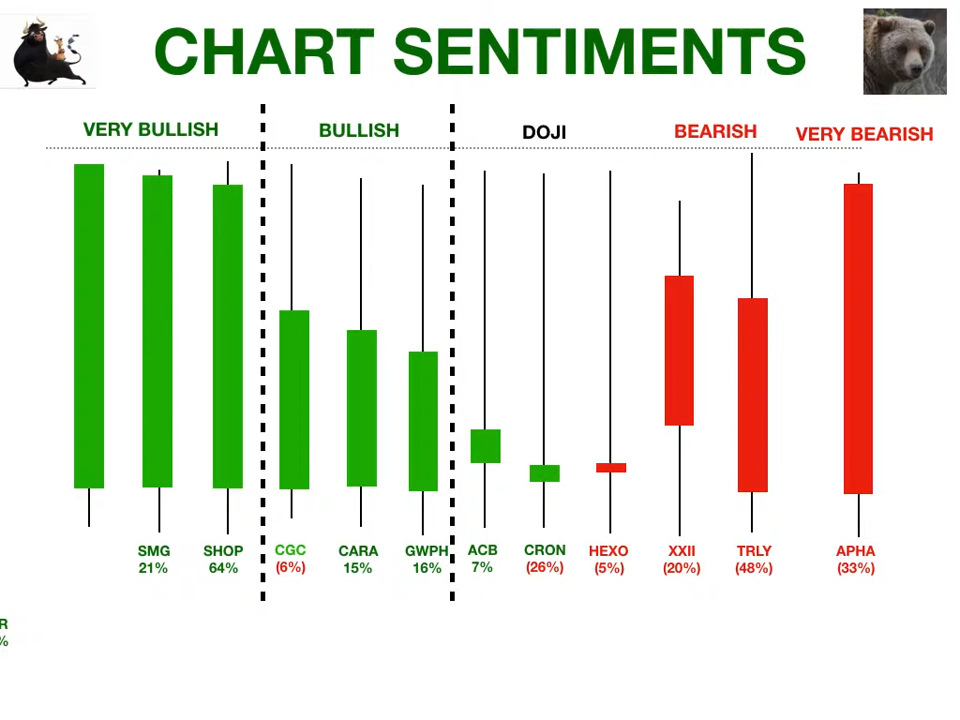 CHART SENTIMENTS
VERY BULLISH
BULLISH
DOJI
BEARISH
VERY BEARISH
SMG
21%
SHOP
64%
CGC
(6%)
CARA
15%
GWPH
16%
ACB
7%
CRON
(26%)
HEXO
(5%)
XXII
(20%)
TRLY
(48%)
APHA
(33%)
R
%